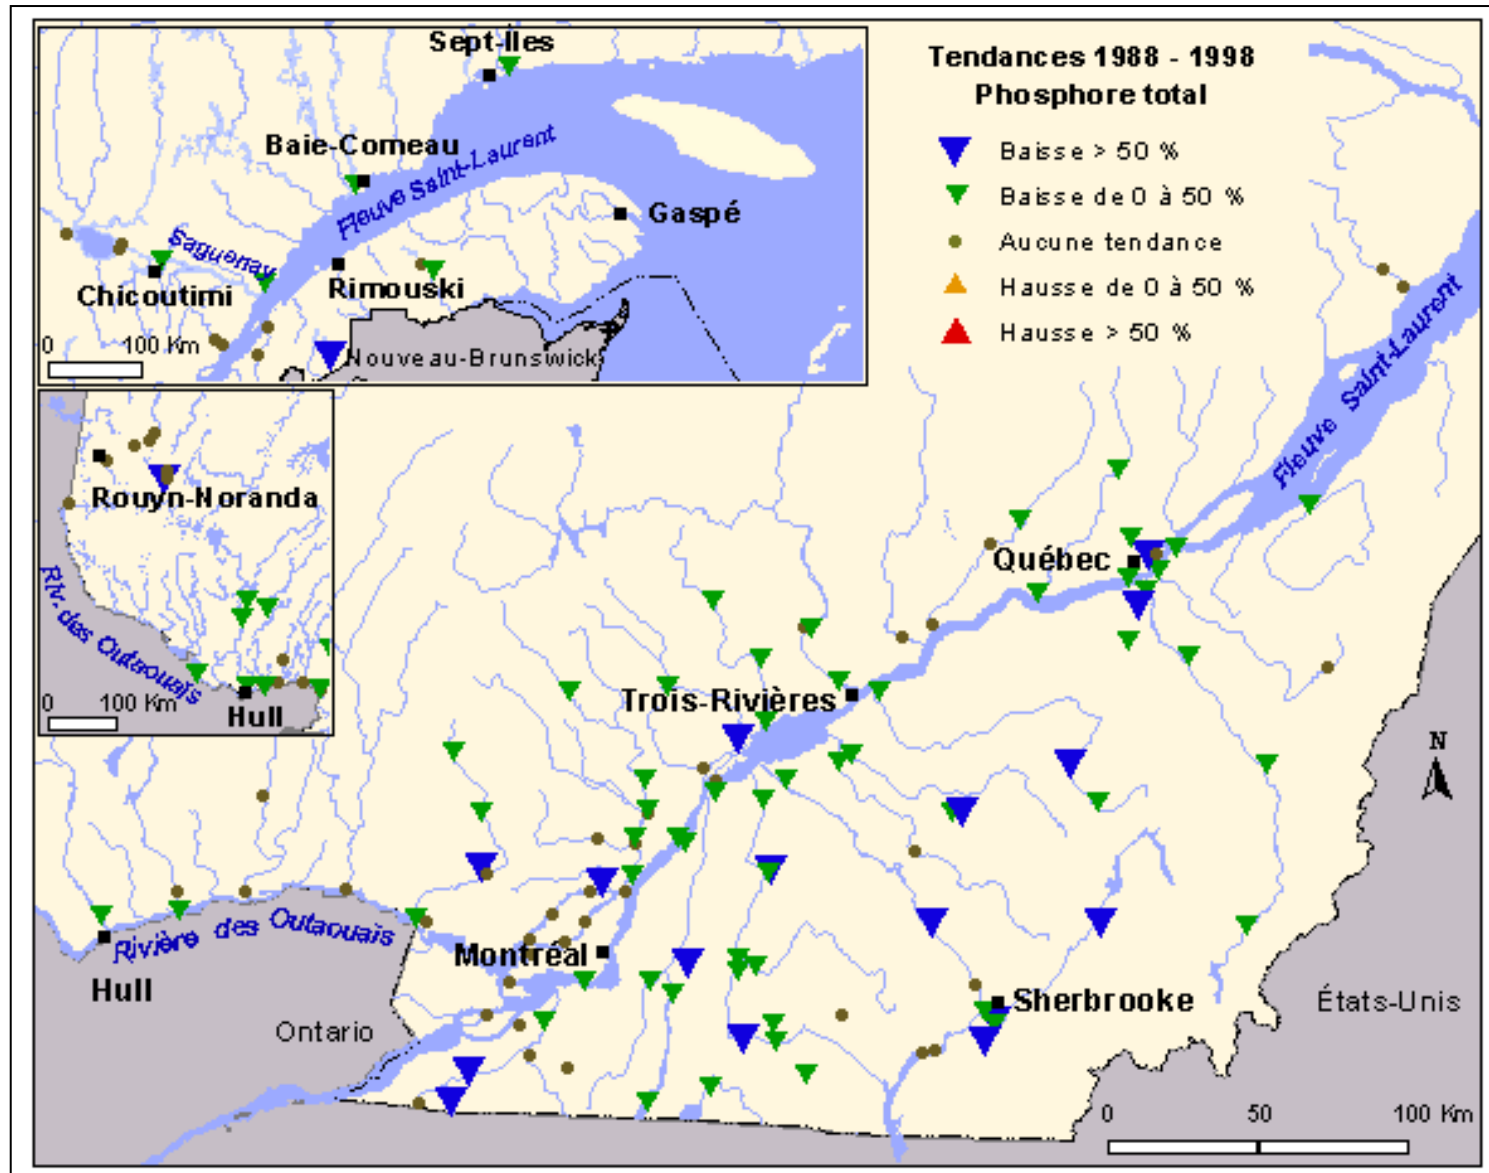 Sept-Iles
Baie-Comeau
Fleuve Saint-Laurent
Gaspé
Saguenay
Chicoutimi
Rimouski
0 100 Km
Nouveau-Brunswick
Tendances 1988 - 1998
Phosphore total
Baisse > 50 %
Baisse de 0 à 50 %
Aucune tendance
Hausse de 0 à 50 %
Hausse > 50 %
Rouyn-Noranda
Riv. des Outaouais
0 100 Km
Hull
Fleuve Saint-Laurent
Québec
Trois-Rivières
N
Rivière des Outaouais
Hull
Montréal
Sherbrooke
Ontario
États-Unis
0 50 100 Km